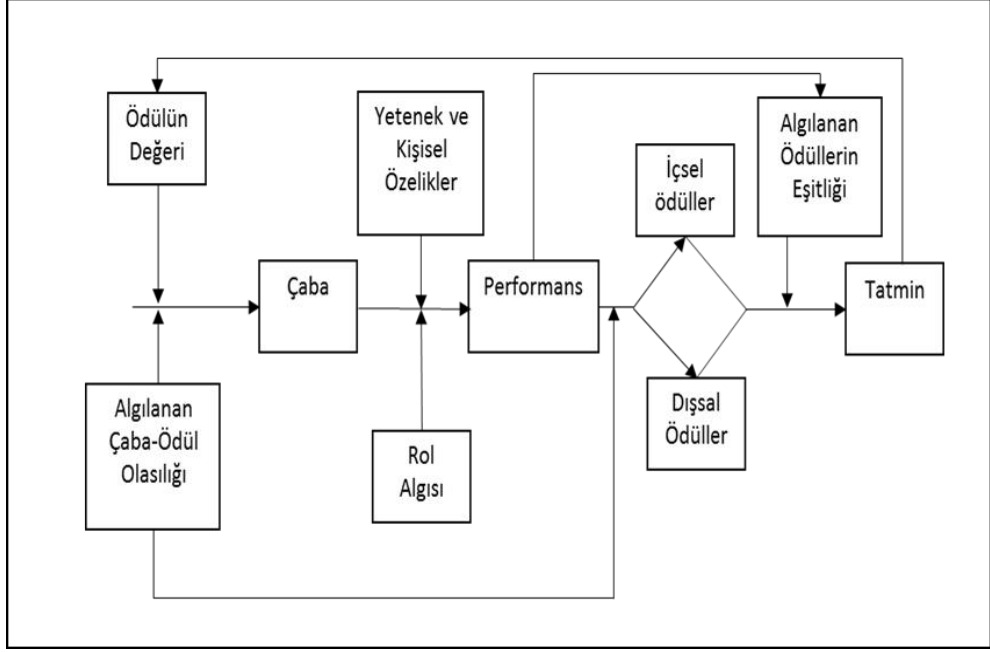 Ödülün
Değeri
Yetenek ve
Kişisel
Özelikler
Algılanan
Ödüllerin
Eşitliği
İçsel
ödüller
Çaba
Performans
Tatmin
Algılanan
Çaba-Ödül
Olasılığı
Rol
Algısı
Dışsal
Ödüller